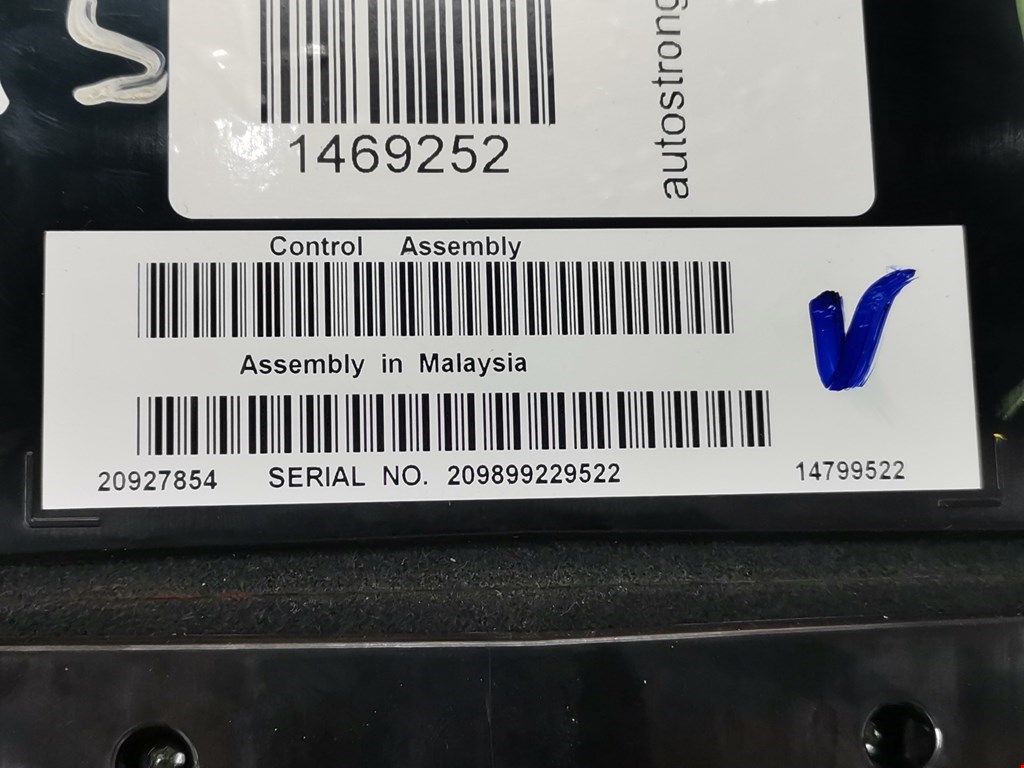 1469252
autostrong
Control Assembly
Assembly in Malaysia
20927854 SERIAL NO. 209899229522 14799522